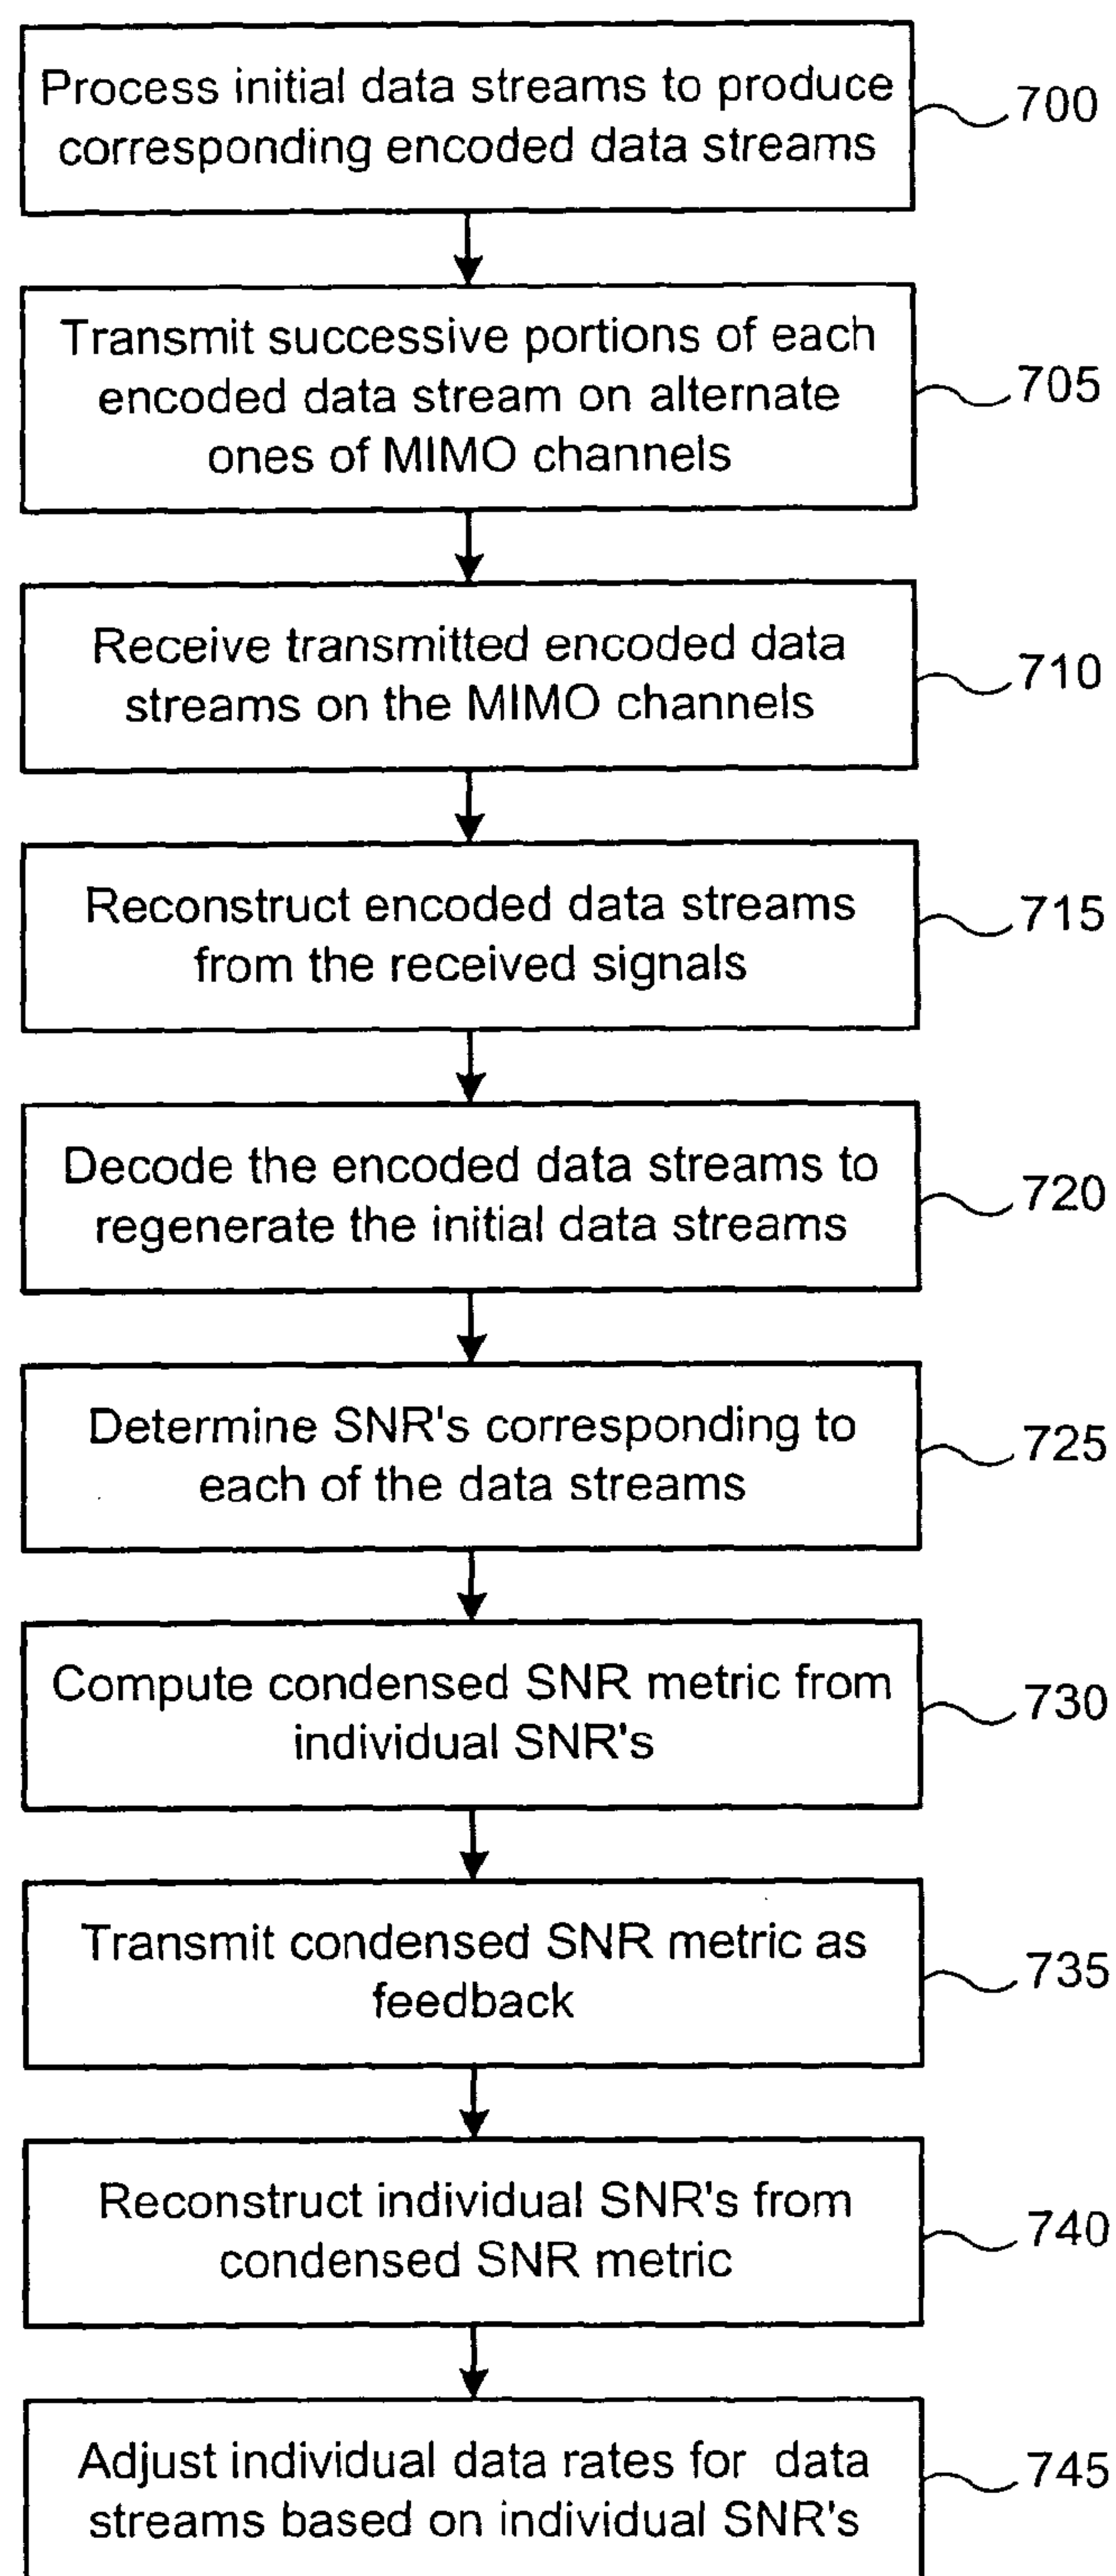 Process initial data streams to produce
corresponding encoded data streams
700
Transmit successive portions of each
encoded data stream on alternate
ones of MIMO channels
705
Receive transmitted encoded data
streams on the MIMO channels
710
Reconstruct encoded data streams
from the received signals
715
Decode the encoded data streams to
regenerate the initial data streams
720
Determine SNR's corresponding to
each of the data streams
725
Compute condensed SNR metric from
individual SNR's
730
Transmit condensed SNR metric as
feedback
735
Reconstruct individual SNR's from
condensed SNR metric
740
Adjust individual data rates for data
streams based on individual SNR's
745